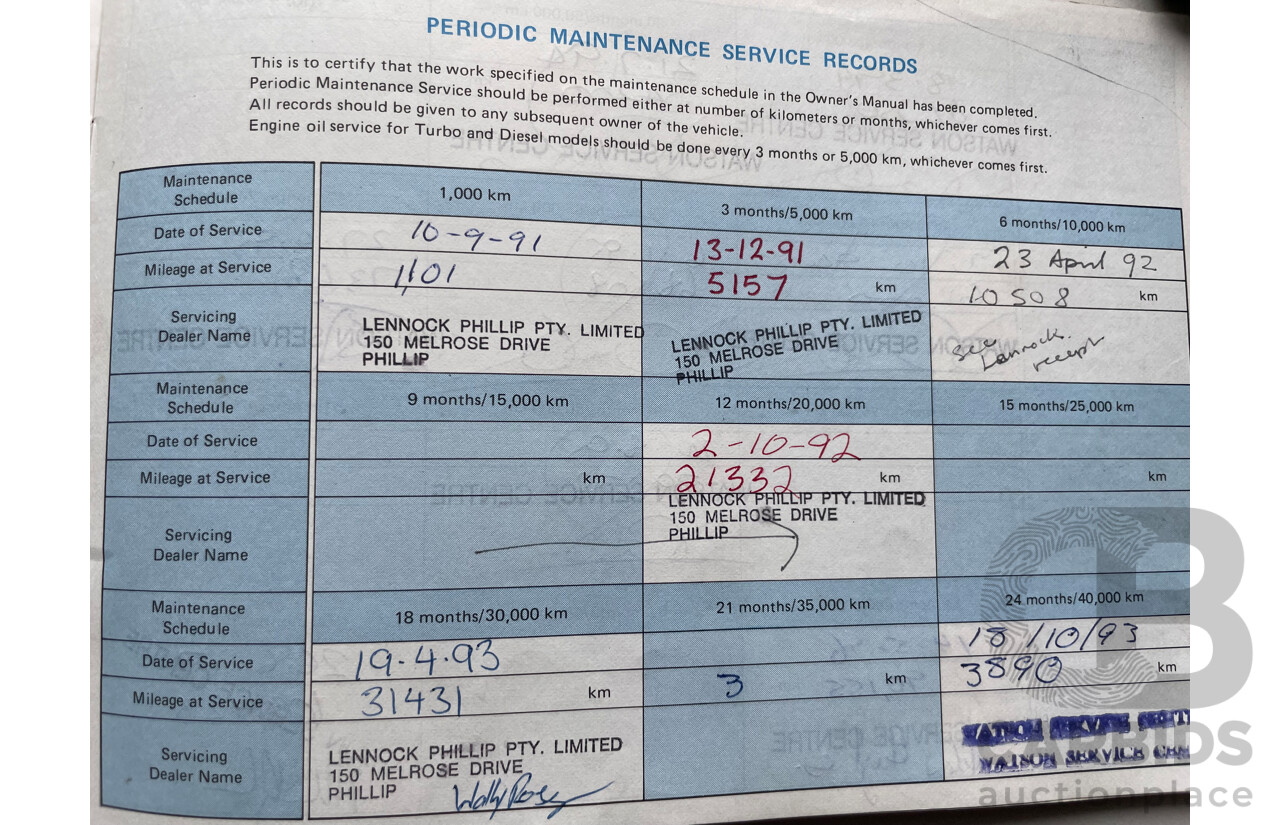 PERIODIC MAINTENANCE SERVICE RECORDS
This is to certify that the work specified on the maintenance schedule in the Owner's Manual has been completed.
Periodic Maintenance Service should be performed either at number of kilometers or months, whichever comes first.
All records should be given to any subsequent owner of the vehicle.
Engine oil service for Turbo and Diesel models should be done every 3 months or 5,000 km, whichever comes first.
Maintenance Schedule
1,000 km
3 months/5,000 km
6 months/10,000 km
Date of Service
10-9-91
13-12-91
23 April 92
Mileage at Service
1,101
5157 km
10508 km
Servicing Dealer Name
LENNOCK PHILLIP PTY. LIMITED
150 MELROSE DRIVE
PHILLIP
LENNOCK PHILLIP PTY. LIMITED
150 MELROSE DRIVE
PHILLIP
see
Lennock.
receipt
Maintenance Schedule
9 months/15,000 km
12 months/20,000 km
15 months/25,000 km
Date of Service
2-10-92
Mileage at Service
km
21332 km
km
Servicing Dealer Name
LENNOCK PHILLIP PTY. LIMITED
150 MELROSE DRIVE
PHILLIP
Maintenance Schedule
18 months/30,000 km
21 months/35,000 km
24 months/40,000 km
Date of Service
19.4.93
18/10/93
Mileage at Service
31431 km
3 km
3890 km
Servicing Dealer Name
LENNOCK PHILLIP PTY. LIMITED
150 MELROSE DRIVE
PHILLIP
WATSON SERVICE
WATSON SERVICE
ALLBIDS
auctionplace